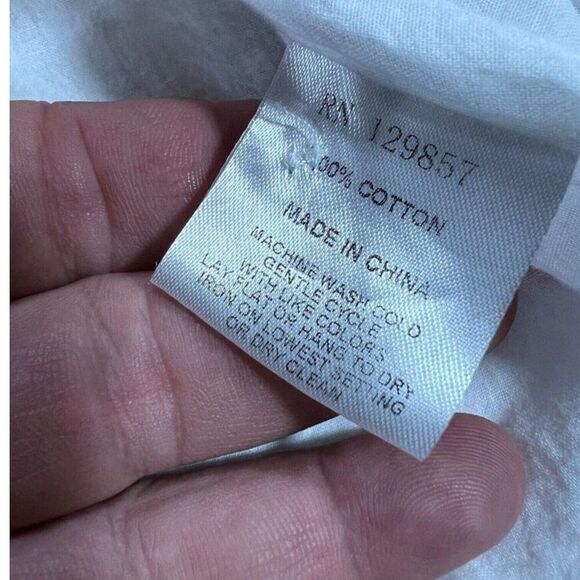 RN 129857
00% COTTON
MADE IN CHINA
MACHINE WASH COLD
GENTLE CYCLE
WITH LIKE COLORS
LAY FLAT OR HANG TO DRY
IRON ON LOWEST SETTING
OR DRY CLEAN